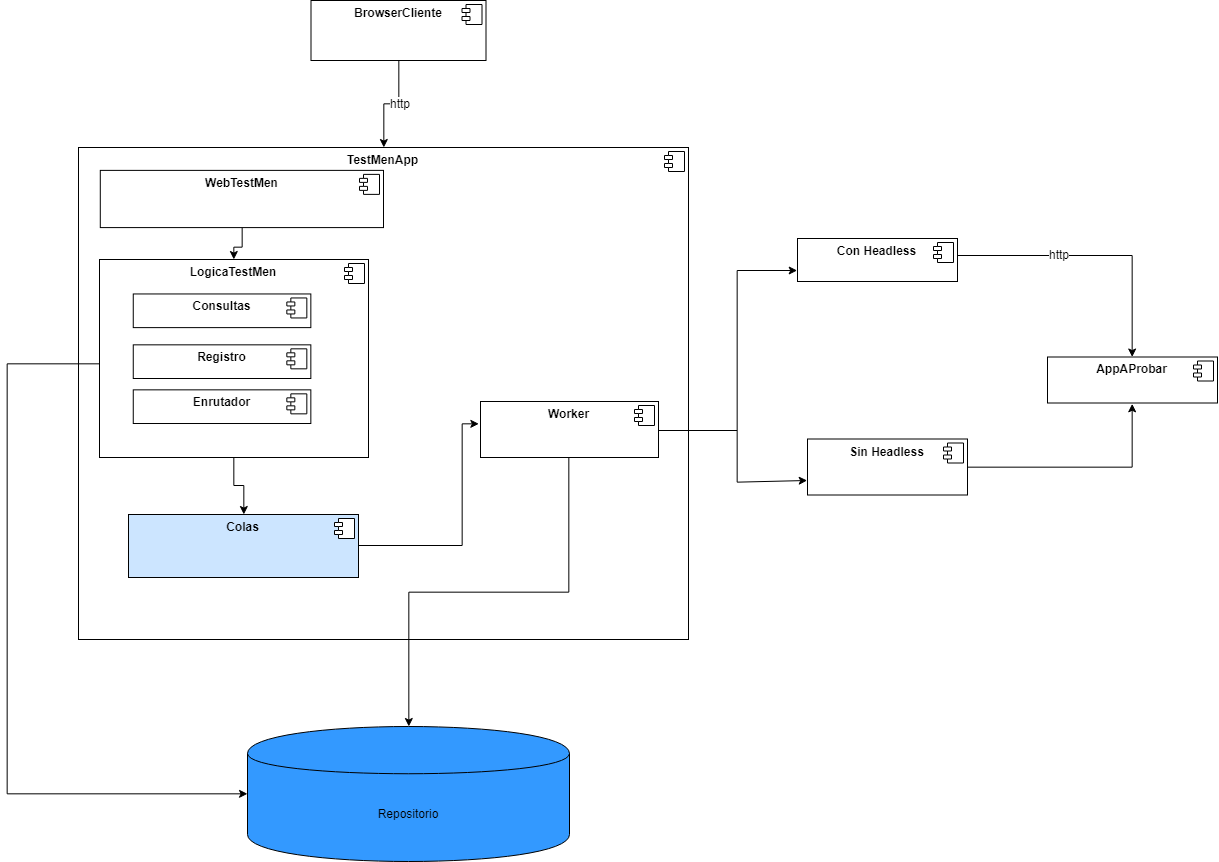 BrowserCliente
http
TestMenApp
WebTestMen
LogicaTestMen
Consultas
Registro
Enrutador
Colas
Worker
Con Headless
http
AppAProbar
Sin Headless
Repositorio